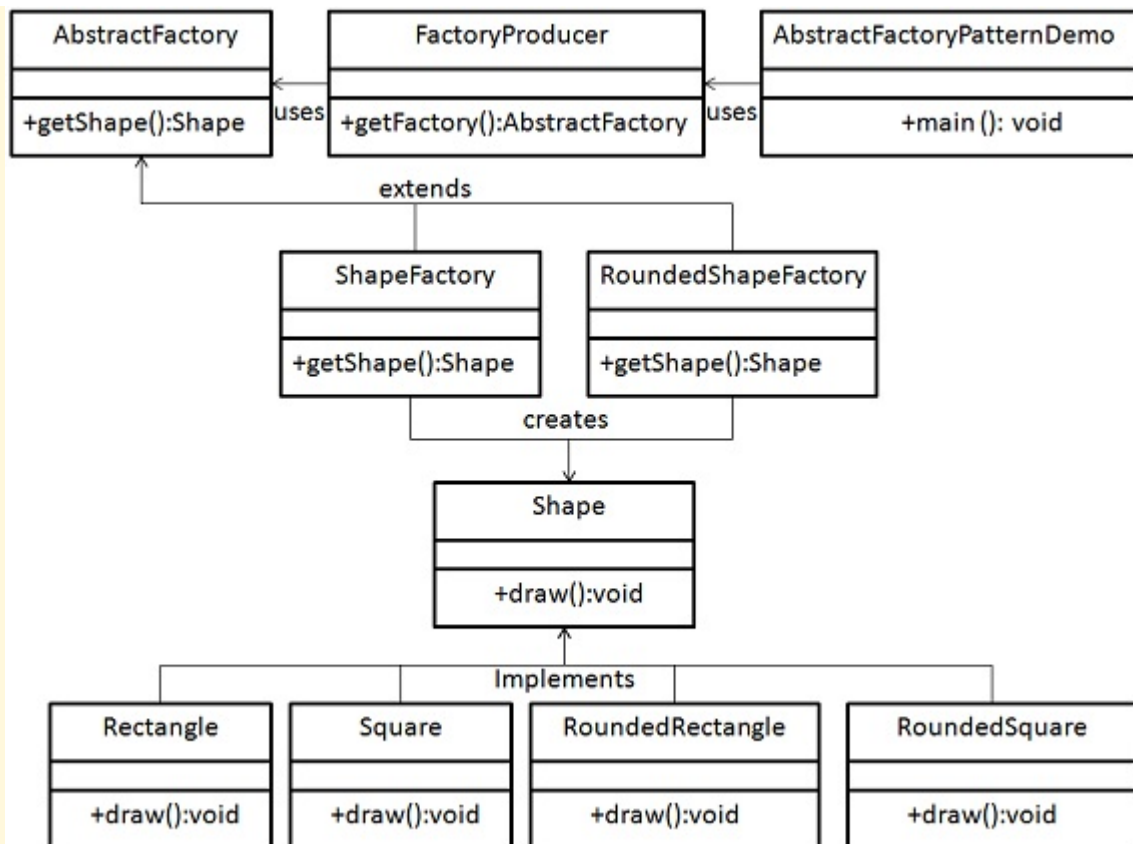 AbstractFactory
+getShape():Shape
uses
FactoryProducer
+getFactory():AbstractFactory
uses
AbstractFactoryPatternDemo
+main(): void
extends
ShapeFactory
+getShape():Shape
RoundedShapeFactory
+getShape():Shape
creates
Shape
+draw():void
Implements
Rectangle
+draw():void
Square
+draw():void
RoundedRectangle
+draw():void
RoundedSquare
+draw():void